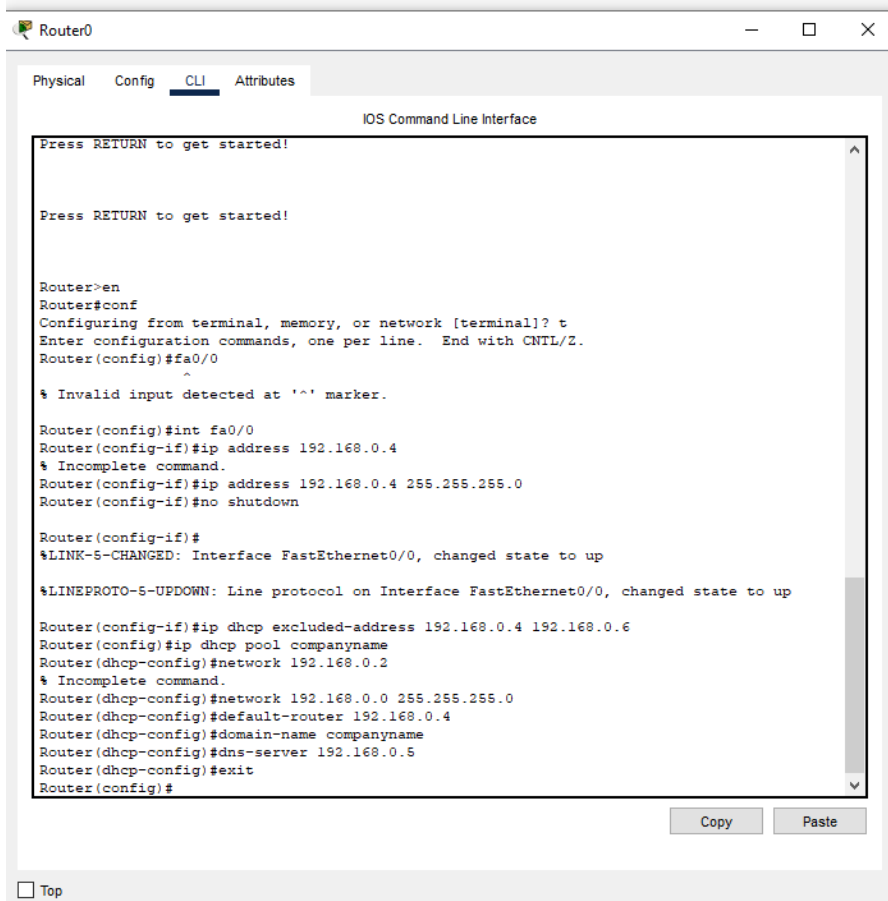 Router0
Physical Config CLI Attributes
IOS Command Line Interface
Press RETURN to get started!
Press RETURN to get started!
Router>en
Router#conf
Configuring from terminal, memory, or network [terminal]? t
Enter configuration commands, one per line.  End with CNTL/Z.
Router(config)#fa0/0
^
% Invalid input detected at '^' marker.
Router(config)#int fa0/0
Router(config-if)#ip address 192.168.0.4
% Incomplete command.
Router(config-if)#ip address 192.168.0.4 255.255.255.0
Router(config-if)#no shutdown
Router(config-if)#
%LINK-5-CHANGED: Interface FastEthernet0/0, changed state to up
%LINEPROTO-5-UPDOWN: Line protocol on Interface FastEthernet0/0, changed state to up
Router(config-if)#ip dhcp excluded-address 192.168.0.4 192.168.0.6
Router(config)#ip dhcp pool companyname
Router(dhcp-config)#network 192.168.0.2
% Incomplete command.
Router(dhcp-config)#network 192.168.0.0 255.255.255.0
Router(dhcp-config)#default-router 192.168.0.4
Router(dhcp-config)#domain-name companyname
Router(dhcp-config)#dns-server 192.168.0.5
Router(dhcp-config)#exit
Router(config)#
Copy Paste
Top